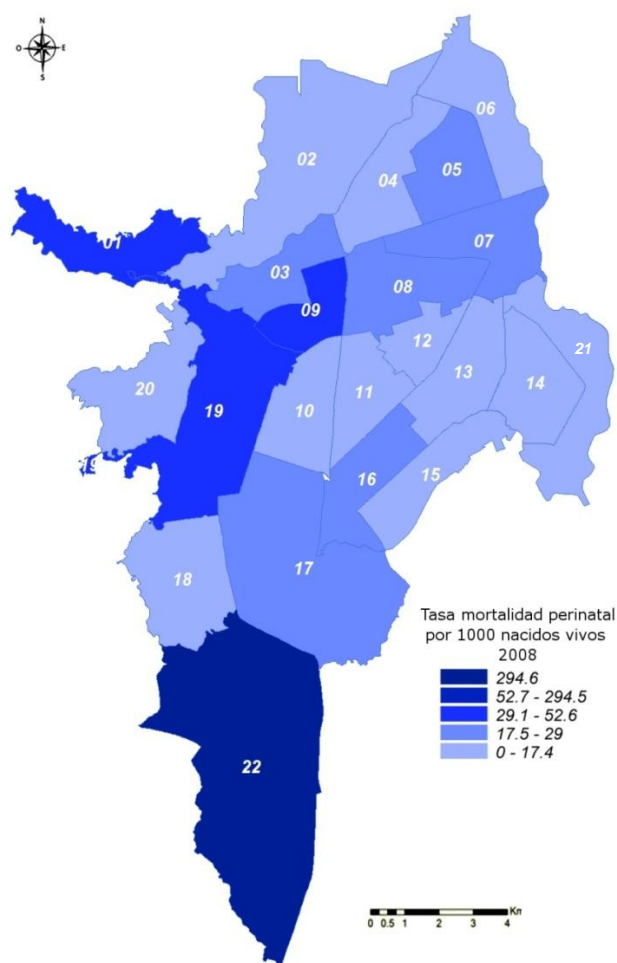 N
O E
S
06
02
04
05
01
07
03
08
09
12
21
20
19
10
11
13
14
19
16
15
17
18
Tasa mortalidad perinatal
por 1000 nacidos vivos
2008
294.6
52.7 - 294.5
29.1 - 52.6
17.5 - 29
0 - 17.4
22
Km
0 0.5 1 2 3 4